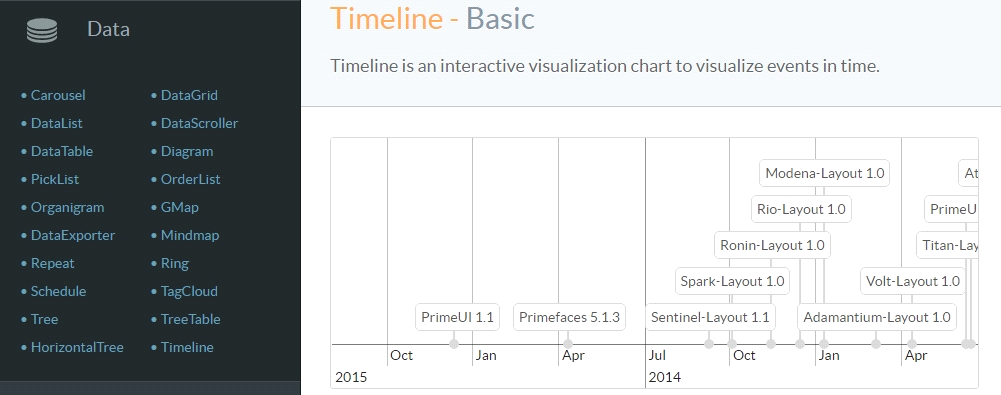 Data
• Carousel
• DataList
• DataTable
• PickList
• Organigram
• DataExporter
• Repeat
• Schedule
• Tree
• HorizontalTree
• DataGrid
• DataScroller
• Diagram
• OrderList
• GMap
• Mindmap
• Ring
• TagCloud
• TreeTable
• Timeline
Timeline - Basic
Timeline is an interactive visualization chart to visualize events in time.
Modena-Layout 1.0
At
Rio-Layout 1.0
PrimeU
Ronin-Layout 1.0
Titan-Lay
Spark-Layout 1.0
Volt-Layout 1.0
PrimeUI 1.1
Primefaces 5.1.3
Sentinel-Layout 1.1
Adamantium-Layout 1.0
Oct
Jan
Apr
Jul
Oct
Jan
Apr
2015
2014